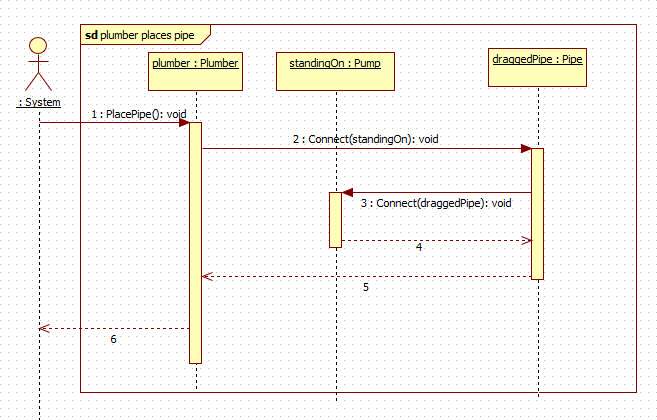 sd plumber places pipe
plumber : Plumber
standingOn : Pump
draggedPipe : Pipe
: System
1 : PlacePipe(): void
2 : Connect(standingOn): void
3 : Connect(draggedPipe): void
4
5
6